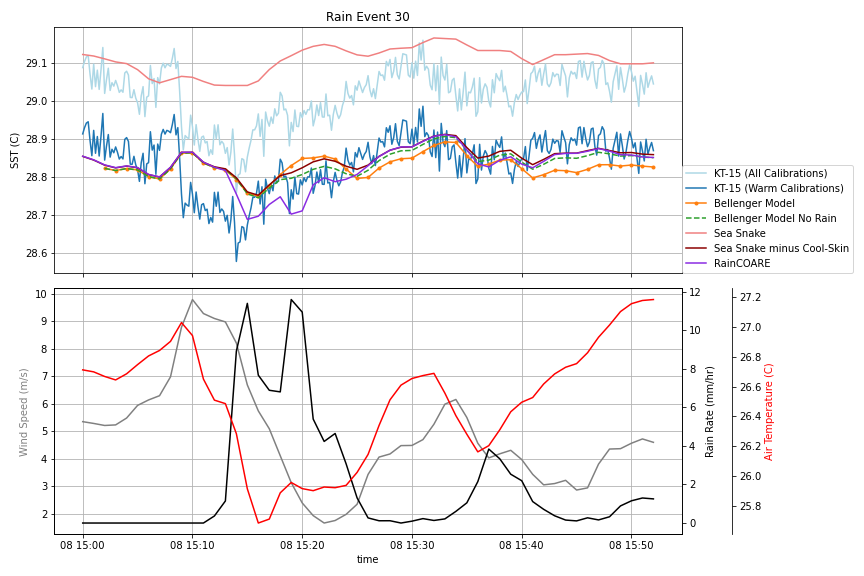 Rain Event 30
SST (C)
29.1
29.0
28.9
28.8
28.7
28.6
KT-15 (All Calibrations)
KT-15 (Warm Calibrations)
Bellenger Model
Bellenger Model No Rain
Sea Snake
Sea Snake minus Cool-Skin
RainCOARE
Wind Speed (m/s)
10
9
8
7
6
5
4
3
2
12
10
8
6
4
2
0
Rain Rate (mm/hr)
27.2
27.0
26.8
26.6
26.4
26.2
26.0
25.8
Air Temperature (C)
08 15:00
08 15:10
08 15:20
08 15:30
08 15:40
08 15:50
time